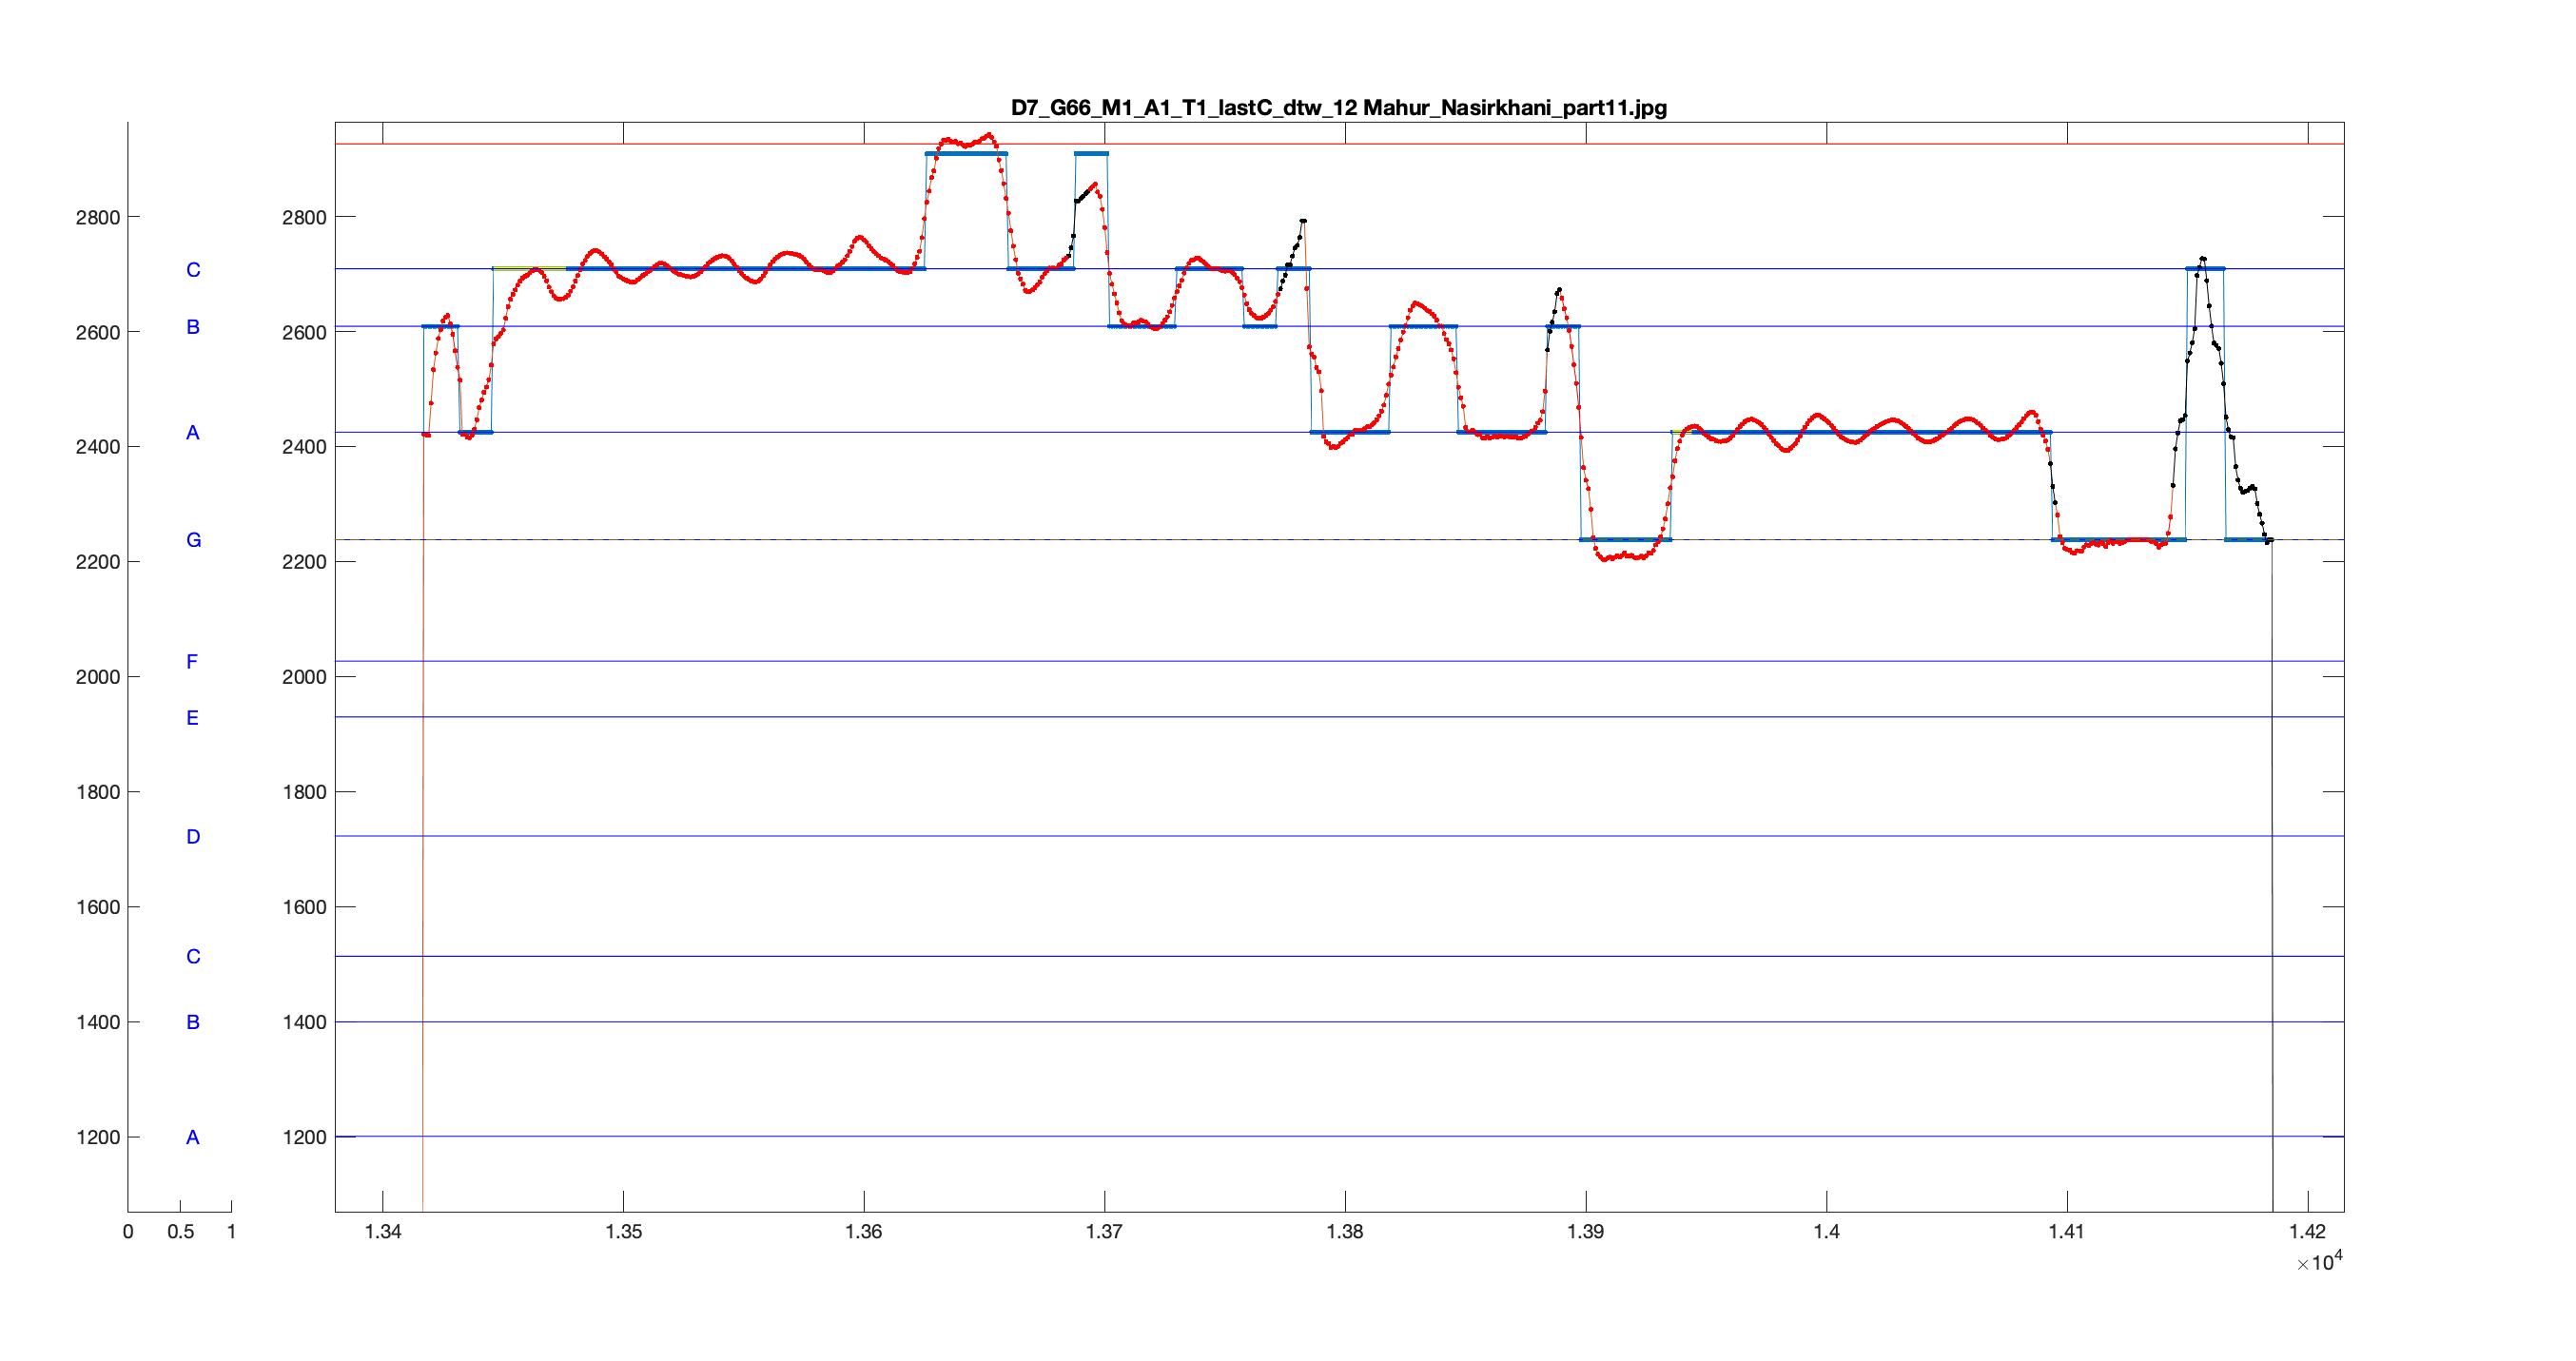 D7_G66_M1_A1_T1_lastC_dtw_12 Mahur_Nasirkhani_part11.jpg
2800 2800
C
B
2600 2600
A
2400 2400
G
2200 2200
F
2000 2000
E
1800 1800
D
1600 1600
C
B
1400 1400
A
1200 1200
0 0.5 1 1.34 1.35 1.36 1.37 1.38 1.39 1.4 1.41 1.42
×10⁴